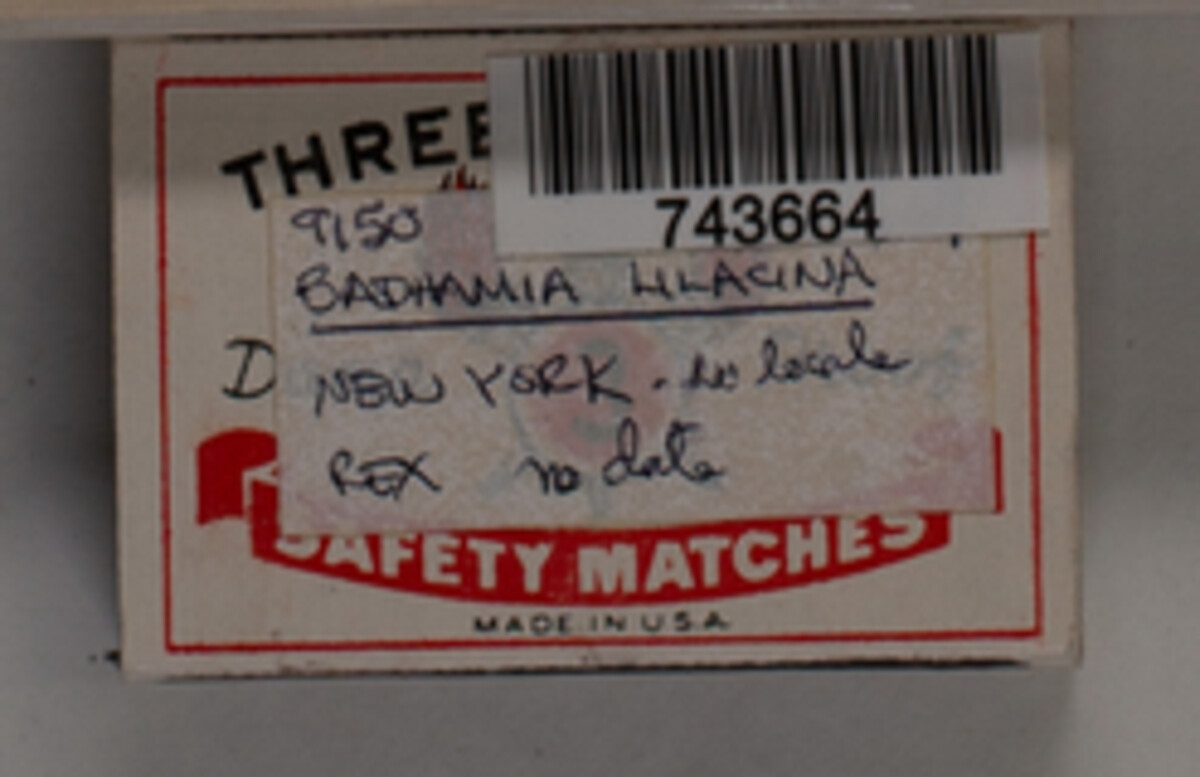 THREE
743664
9150
BADHAMIA LILACINA
D
NEW YORK. no locale
REX no date
SAFETY MATCHES
MADE IN U.S.A.